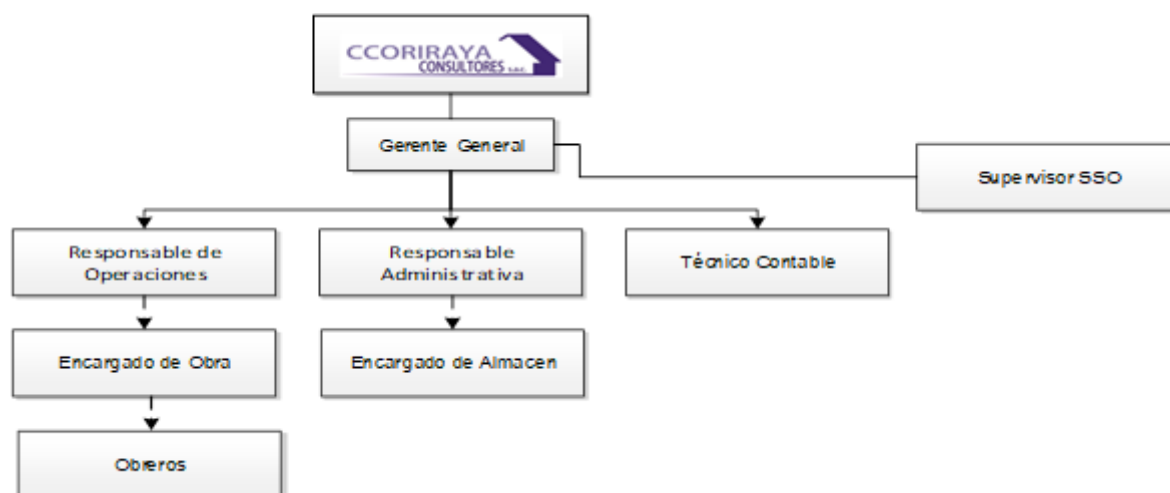 CCORIRAYA
CONSULTORES S.A.C.
Gerente General
Supervisor SSO
Responsable de
Operaciones
Responsable
Administrativa
Técnico Contable
Encargado de Obra
Encargado de Almacen
Obreros